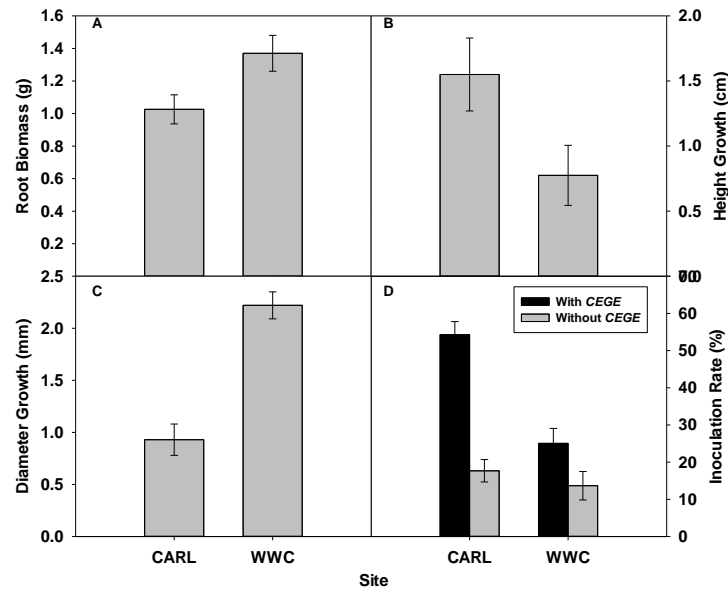 A
Root Biomass (g)
1.6
1.4
1.2
1.0
0.8
0.6
0.4
0.2
B
2.0
1.5
1.0
0.5
Height Growth (cm)
C
Diameter Growth (mm)
2.5
2.0
1.5
1.0
0.5
0.0
CARL
WWC
D
With CEGE
Without CEGE
60
50
40
30
20
10
0
Inoculation Rate (%)
CARL
WWC
Site